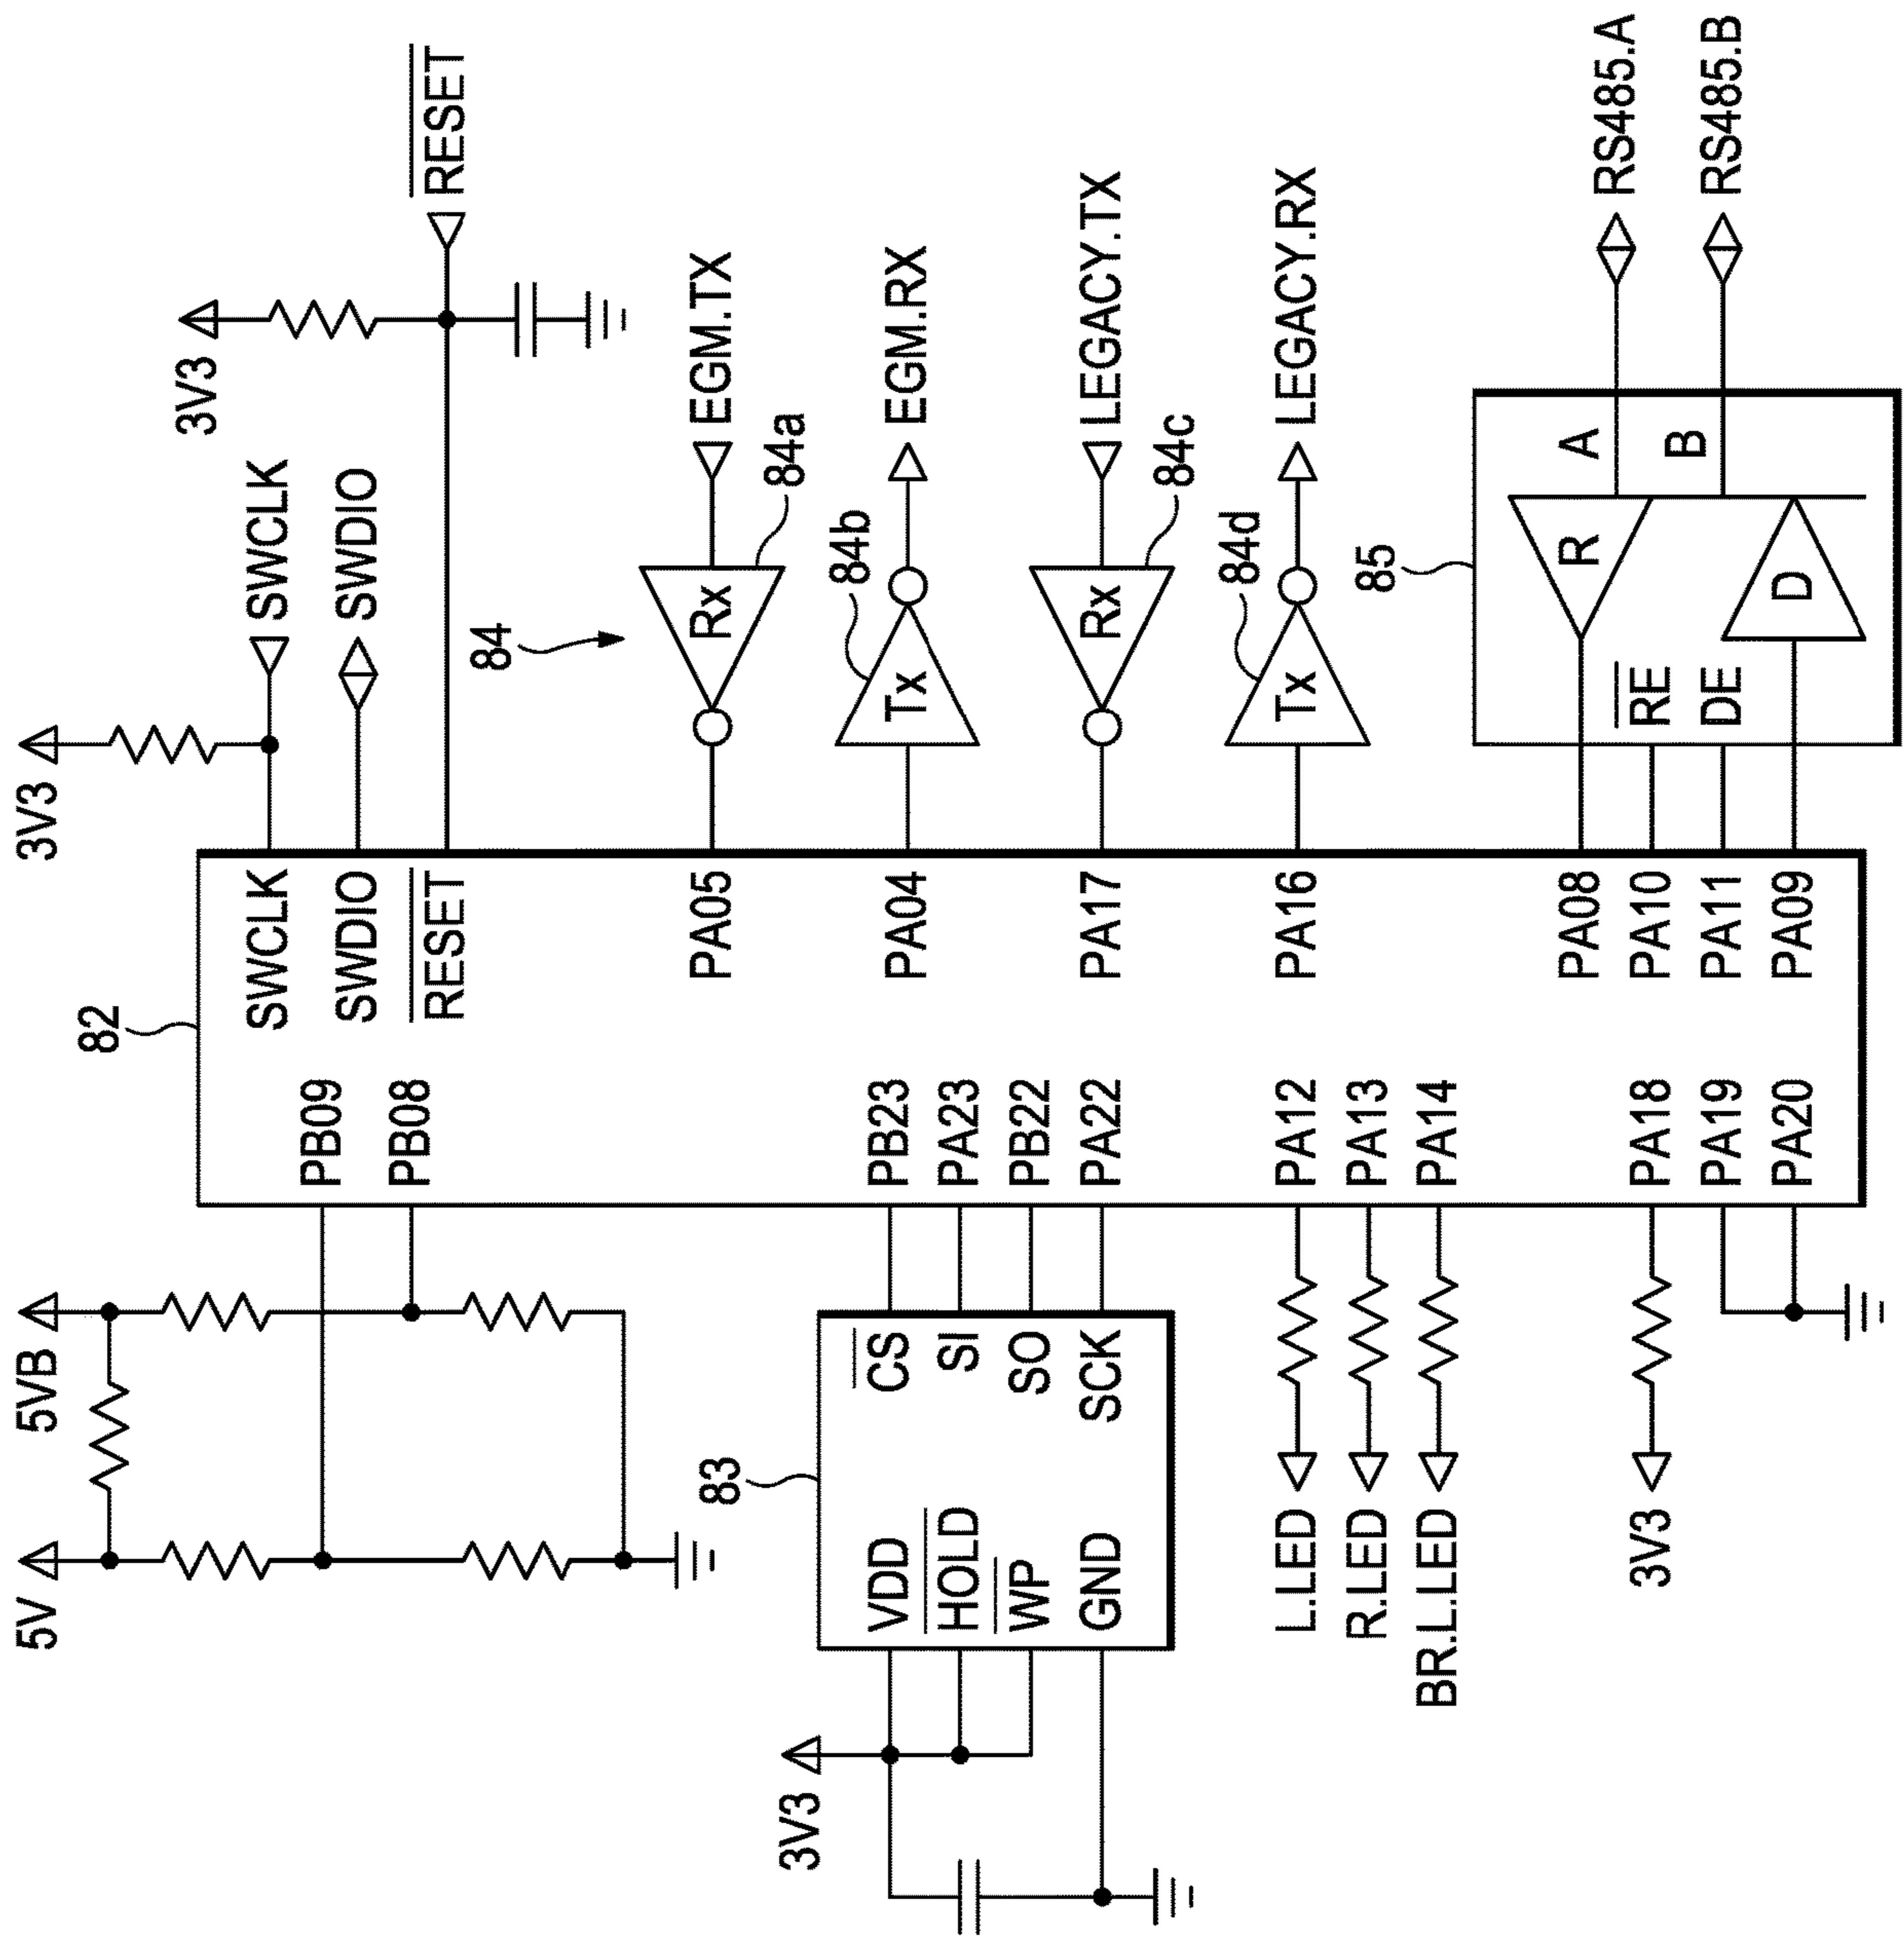 5V
5VB
3V3
3V3
82
PB09
PB08
SWCLK
SWDIO
RESET
SWCLK
SWDIO
RESET
83
VDD
HOLD
WP
GND
CS
SI
SO
SCK
3V3
PB23
PA23
PB22
PA22
84
PA05
Rx
84a
EGM.TX
PA04
Tx
84b
EGM.RX
PA17
Rx
84c
LEGACY.TX
PA16
Tx
84d
LEGACY.RX
L.LED
R.LED
BR.L.LED
PA12
PA13
PA14
3V3
PA18
PA19
PA20
PA08
PA10
PA11
PA09
85
R
RE
DE
D
A
B
RS485.A
RS485.B